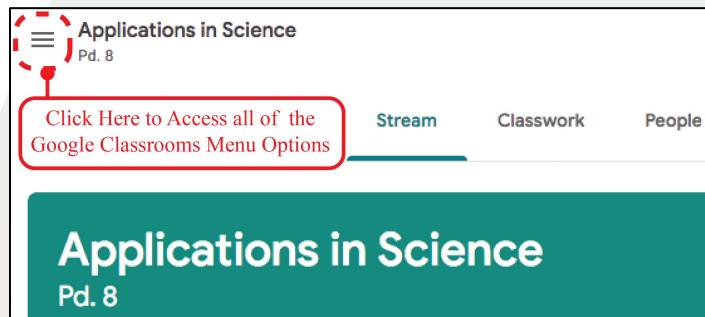 Applications in Science
Pd. 8
Click Here to Access all of the
Google Classrooms Menu Options
Stream Classwork People
Applications in Science
Pd. 8